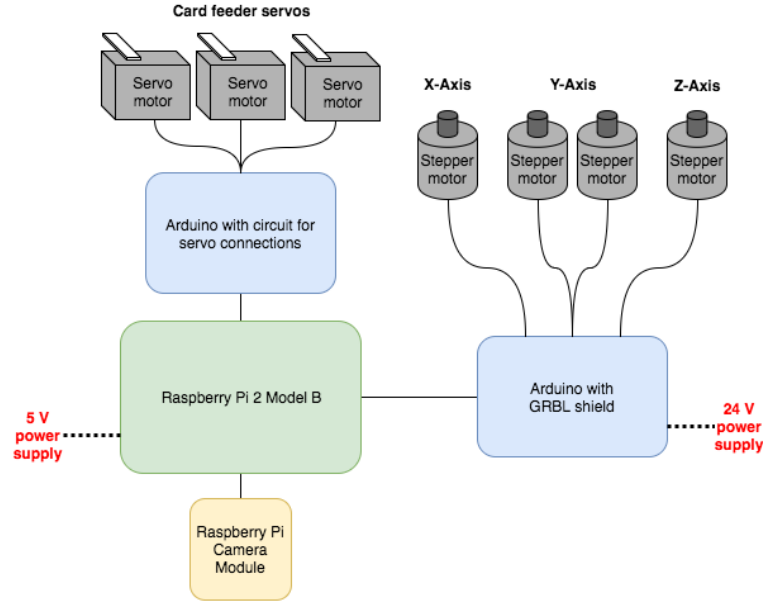 Card feeder servos
Servo
motor
Servo
motor
Servo
motor
X-Axis
Y-Axis
Z-Axis
Stepper
motor
Stepper
motor
Stepper
motor
Stepper
motor
Arduino with circuit for
servo connections
Raspberry Pi 2 Model B
Arduino with
GRBL shield
5 V
power
supply
24 V
power
supply
Raspberry Pi
Camera
Module